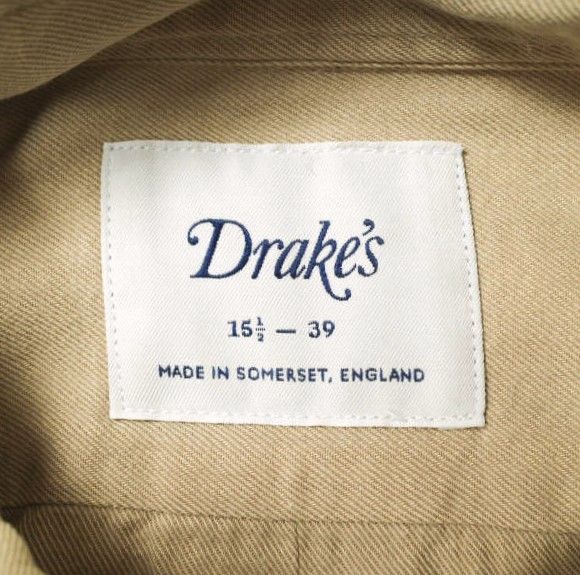 Drake's
15½ — 39
MADE IN SOMERSET, ENGLAND